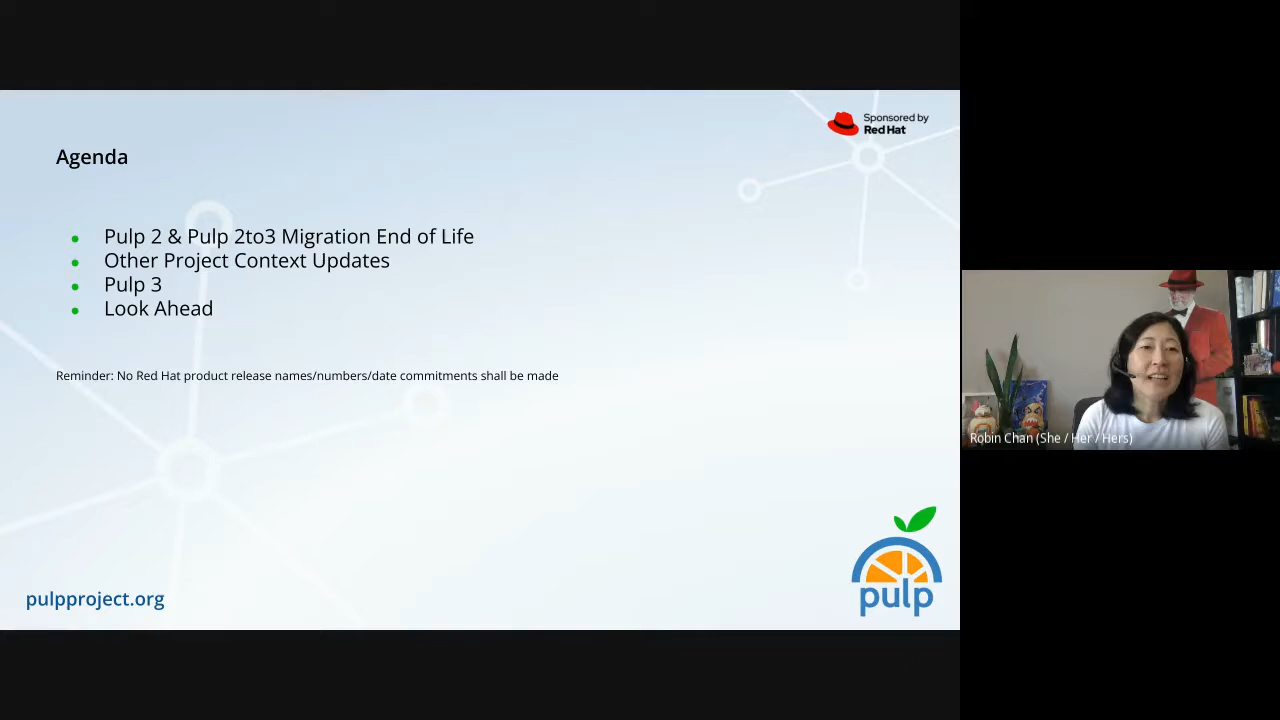 Sponsored by
Red Hat
Agenda
● Pulp 2 & Pulp 2to3 Migration End of Life
● Other Project Context Updates
● Pulp 3
● Look Ahead
Reminder: No Red Hat product release names/numbers/date commitments shall be made
Robin Chan (She / Her / Hers)
pulpproject.org
pulp